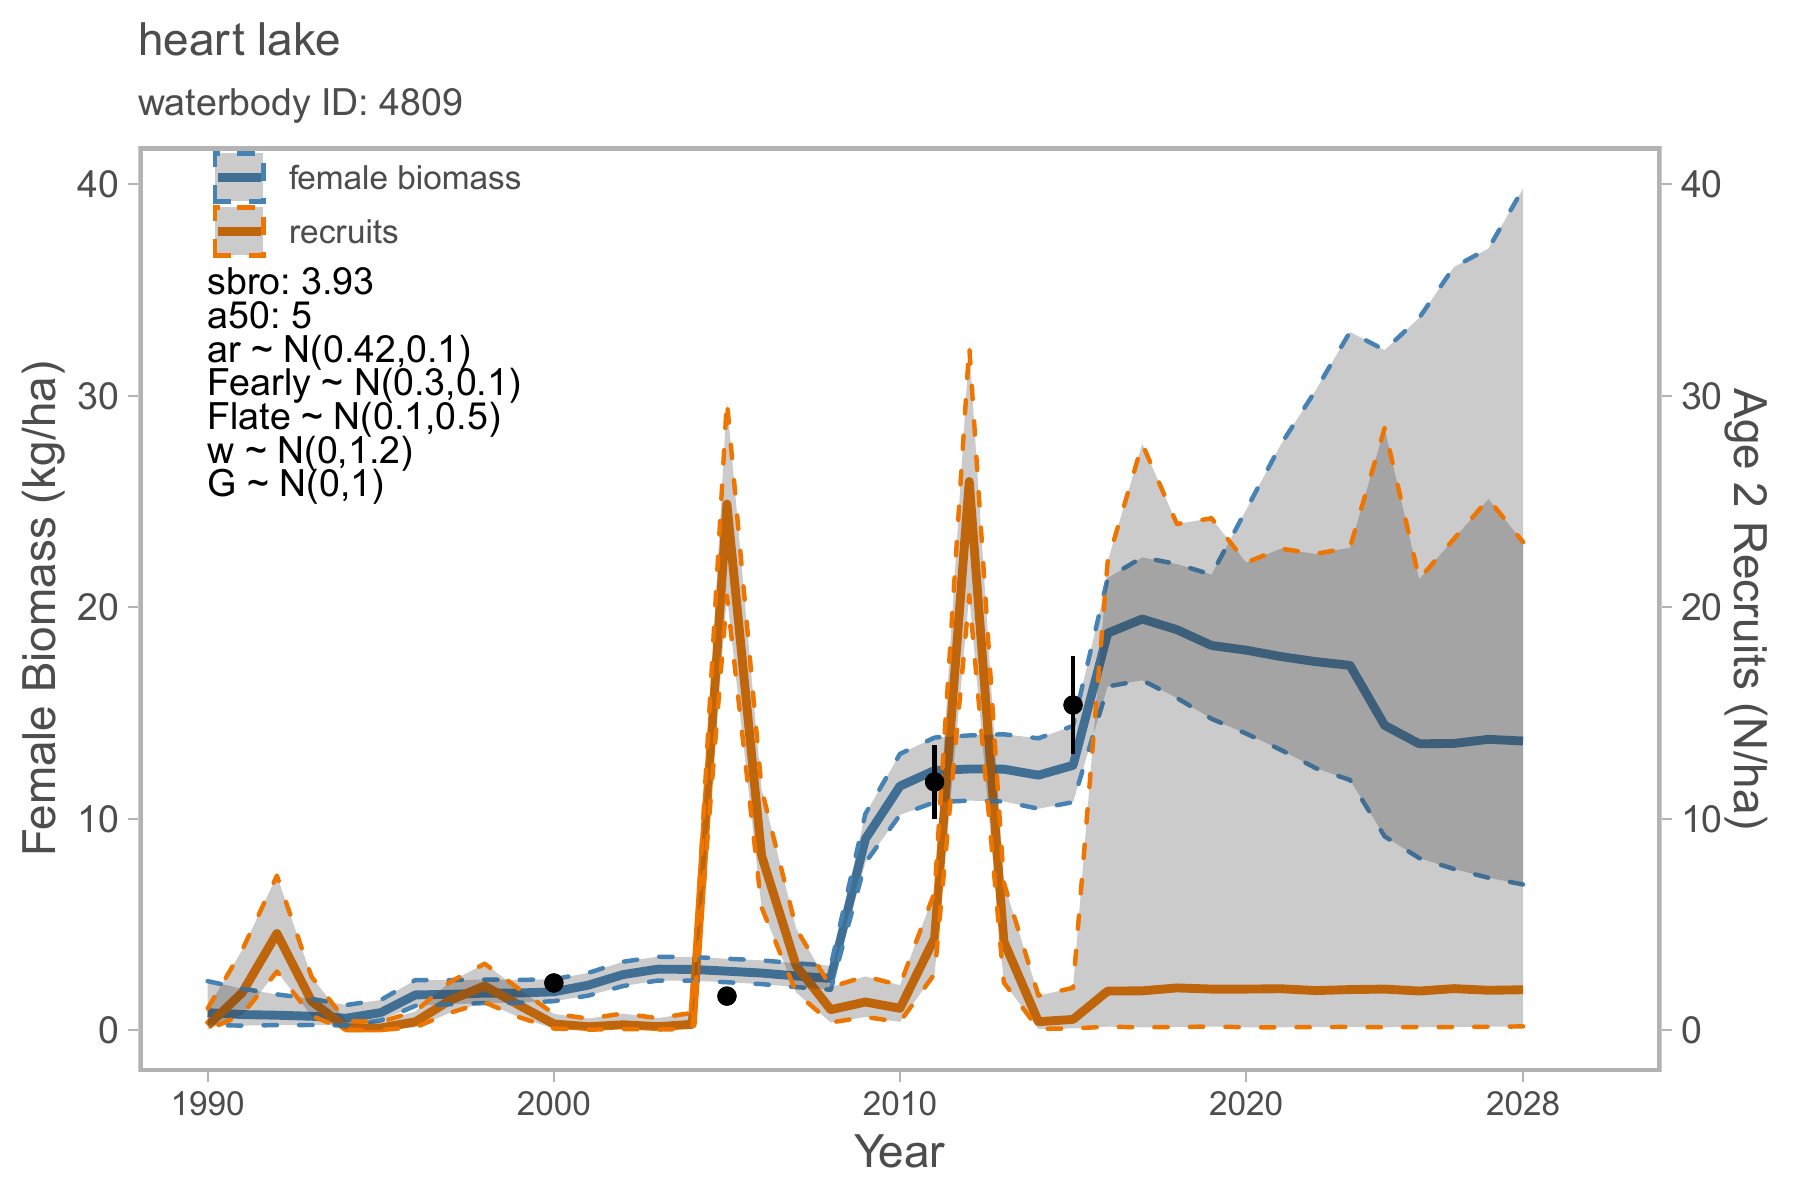 heart lake
waterbody ID: 4809
female biomass
recruits
sbro: 3.93
a50: 5
ar ~ N(0.42,0.1)
Fearly ~ N(0.3,0.1)
Flate ~ N(0.1,0.5)
w ~ N(0,1.2)
G ~ N(0,1)
Female Biomass (kg/ha)
40
30
20
10
0
40
30
20
10
0
Age 2 Recruits (N/ha)
1990 2000 2010 2020 2028
Year